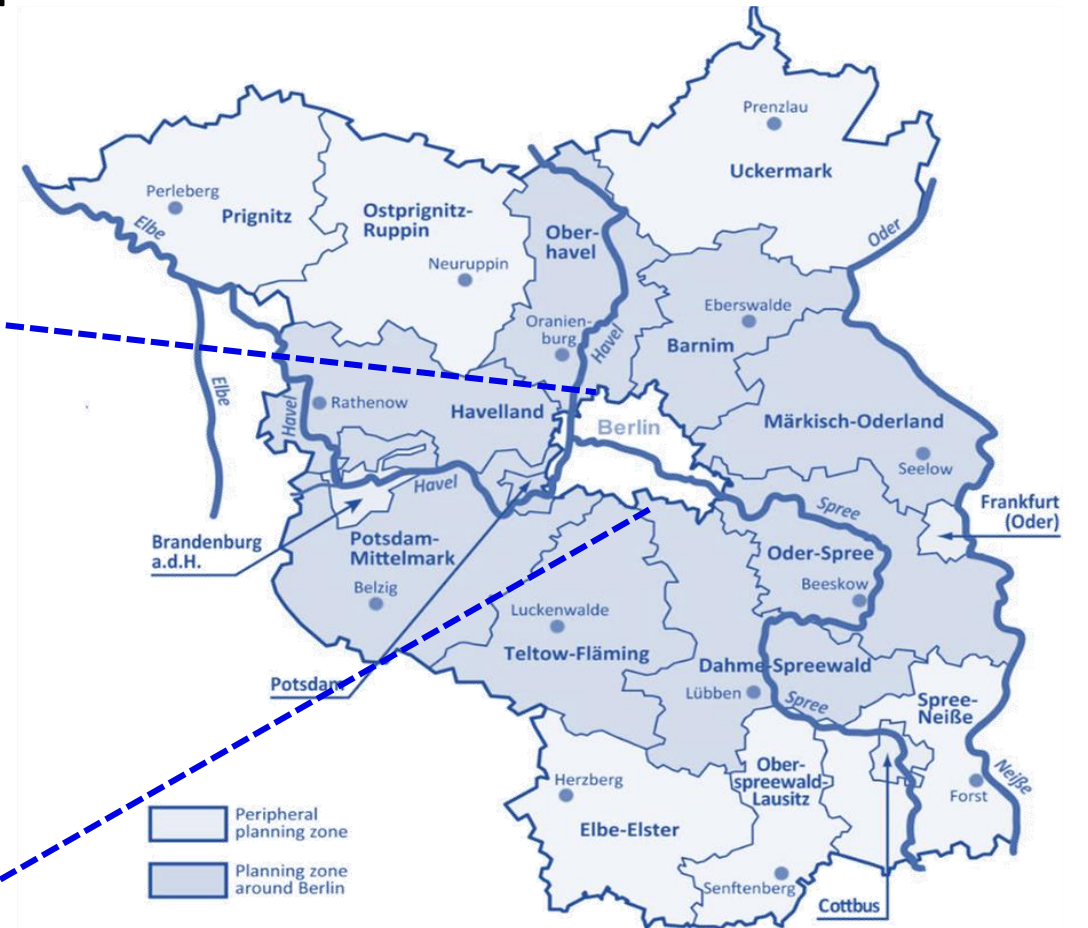 Prenzlau
Uckermark
Perleberg
Prignitz
Elbe
Ostprignitz-
Ruppin
Neuruppin
Ober-
havel
Oder
Oranien-
burg
Havel
Eberswalde
Barnim
Elbe
Havel
Rathenow
Havelland
Berlin
Märkisch-Oderland
Seelow
Havel
Spree
Frankfurt
(Oder)
Brandenburg
a.d.H.
Potsdam-
Mittelmark
Belzig
Oder-Spree
Beeskow
Luckenwalde
Teltow-Fläming
Dahme-Spreewald
Lübben
Spree
Potsdam
Spree-
Neiße
Neiße
Forst
Herzberg
Elbe-Elster
Ober-
spreewald-
Lausitz
Senftenberg
Cottbus
Peripheral
planning zone
Planning zone
around Berlin